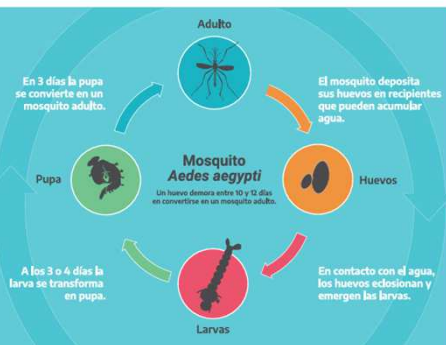 Adulto
En 3 días la pupa
se convierte en un
mosquito adulto.
El mosquito deposita
sus huevos en recipientes
que pueden acumular
agua.
Pupa
Mosquito
Aedes aegypti
Un huevo demora entre 10 y 12 días
en convertirse en un mosquito adulto.
Huevos
A los 3 o 4 días la
larva se transforma
en pupa.
En contacto con el agua,
los huevos eclosionan y
emergen las larvas.
Larvas